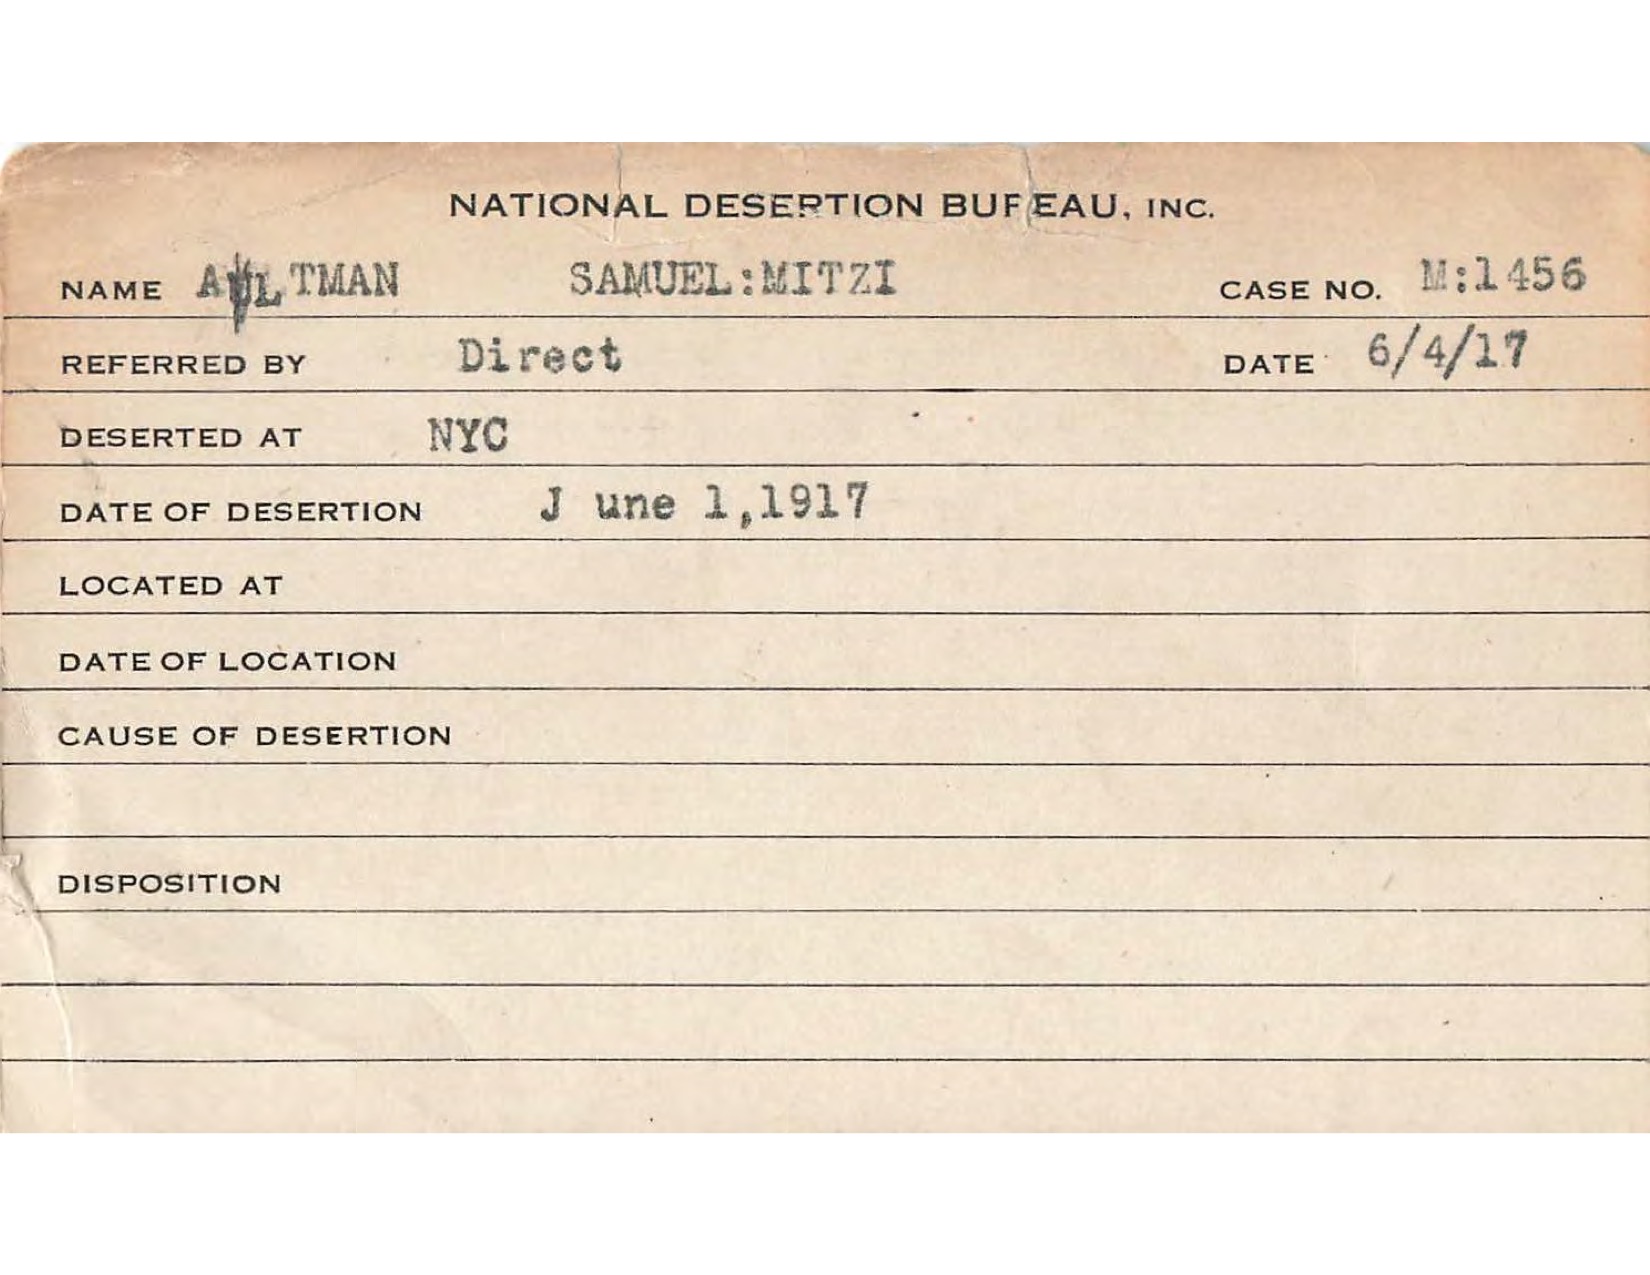 NATIONAL DESERTION BUREAU, INC.
NAME ALTMAN SAMUEL:MITZI CASE NO. M:1456
REFERRED BY Direct DATE 6/4/17
DESERTED AT NYC
DATE OF DESERTION J une 1,1917
LOCATED AT
DATE OF LOCATION
CAUSE OF DESERTION
DISPOSITION